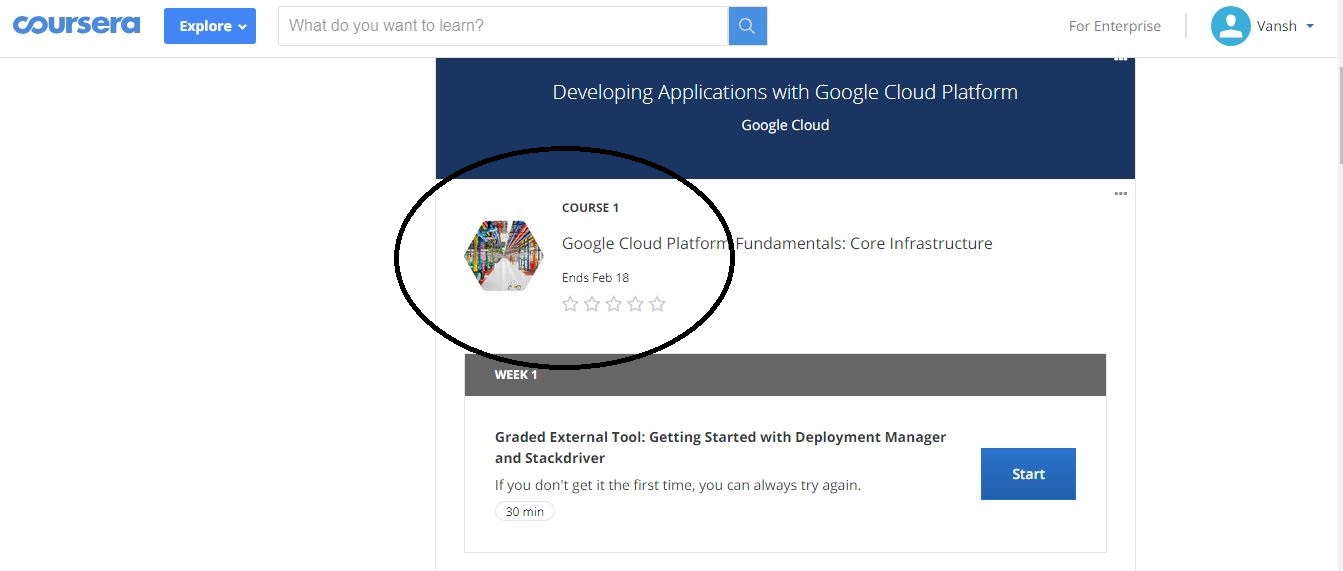 coursera
Explore
What do you want to learn?
For Enterprise
Vansh
Developing Applications with Google Cloud Platform
Google Cloud
COURSE 1
Google Cloud Platform Fundamentals: Core Infrastructure
Ends Feb 18
WEEK 1
Graded External Tool: Getting Started with Deployment Manager
and Stackdriver
If you don't get it the first time, you can always try again.
30 min
Start